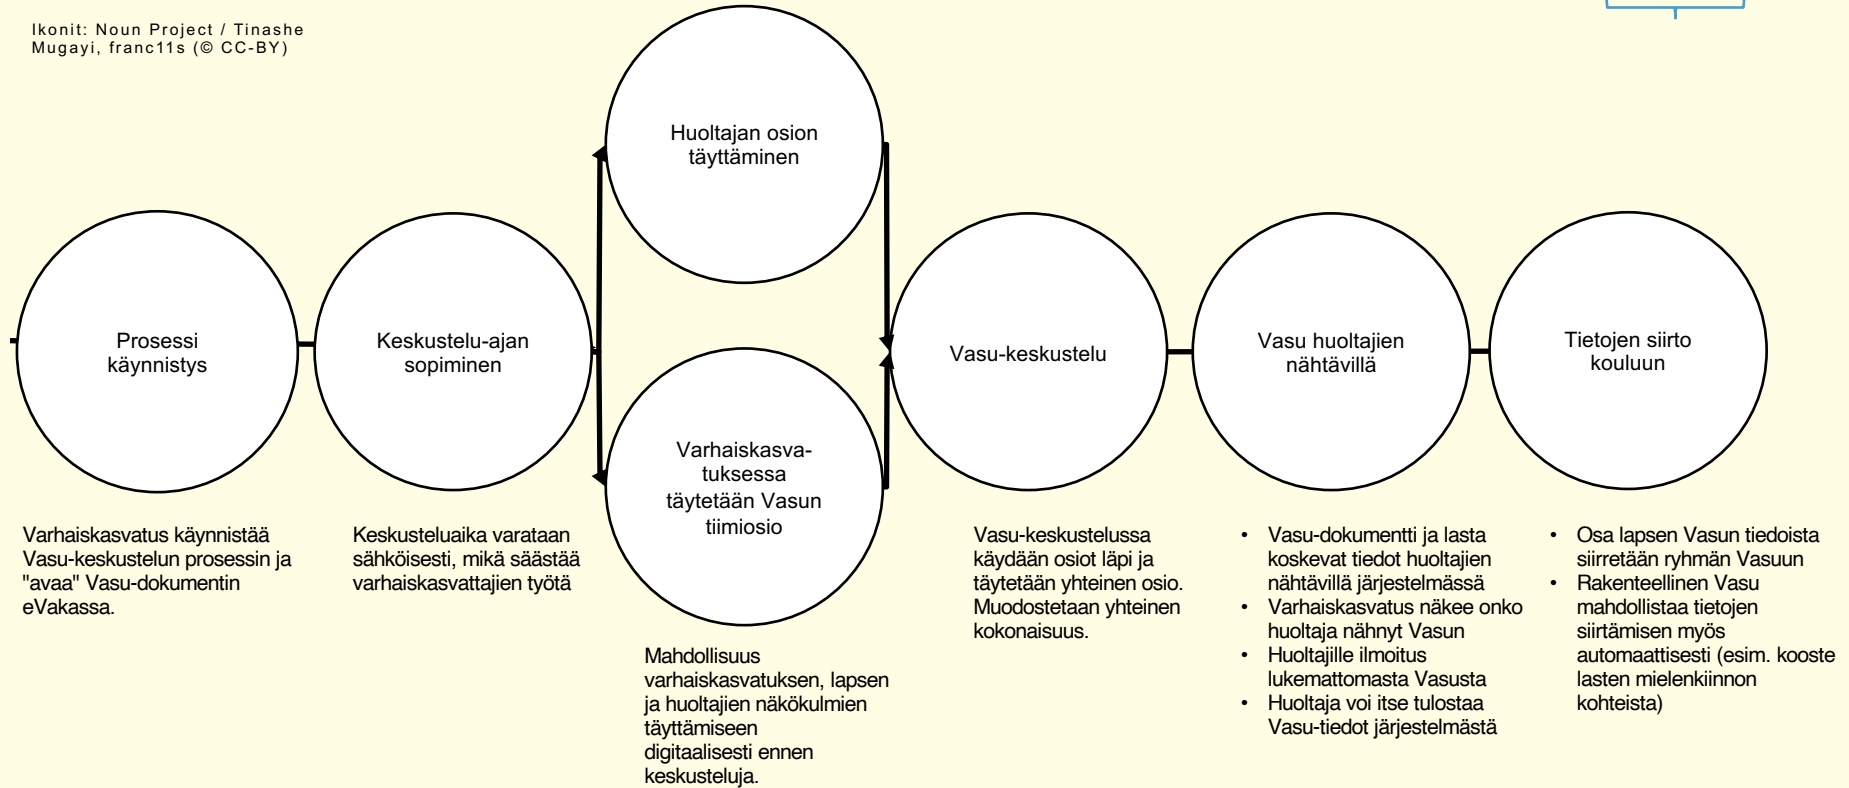 Ikonit: Noun Project / Tinashe
Mugayi, franc11s (© CC-BY)
Prosessi
käynnistys
Keskustelu-ajan
sopiminen
Huoltajan osion
täyttäminen
Varhaiskasva-
tuksessa
täytetään Vasun
tiimiosio
Vasu-keskustelu
Vasu huoltajien
nähtävillä
Tietojen siirto
kouluun
Varhaiskasvatus käynnistää
Vasu-keskustelun prosessin ja
"avaa" Vasu-dokumentin
eVakassa.
Keskusteluaika varataan
sähköisesti, mikä säästää
varhaiskasvattajien työtä
Mahdollisuus
varhaiskasvatuksen, lapsen
ja huoltajien näkökulmien
täyttämiseen
digitaalisesti ennen
keskusteluja.
Vasu-keskustelussa
käydään osiot läpi ja
täytetään yhteinen osio.
Muodostetaan yhteinen
kokonaisuus.
• Vasu-dokumentti ja lasta
koskevat tiedot huoltajien
nähtävillä järjestelmässä
• Varhaiskasvatus näkee onko
huoltaja nähnyt Vasun
• Huoltajille ilmoitus
lukemattomasta Vasusta
• Huoltaja voi itse tulostaa
Vasu-tiedot järjestelmästä
• Osa lapsen Vasun tiedoista
siirretään ryhmän Vasuun
• Rakenteellinen Vasu
mahdollistaa tietojen
siirtämisen myös
automaattisesti (esim. kooste
lasten mielenkiinnon
kohteista)